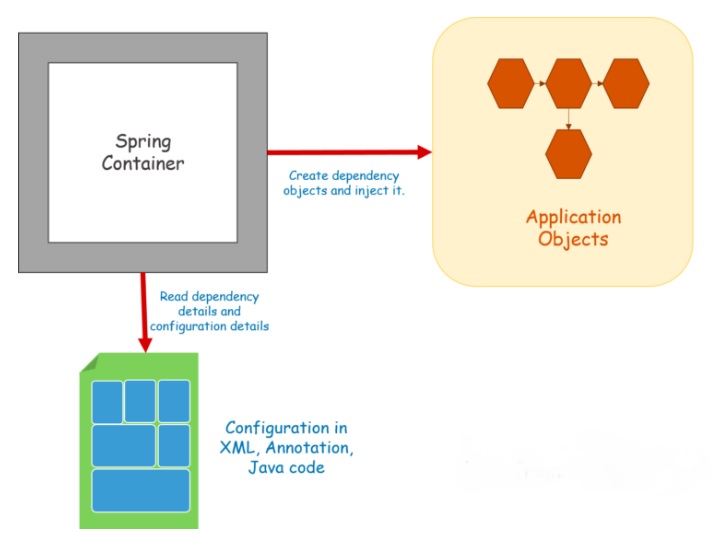 Spring
Container
Create dependency
objects and inject it.
Application
Objects
Read dependency
details and
configuration details
Configuration in
XML, Annotation,
Java code